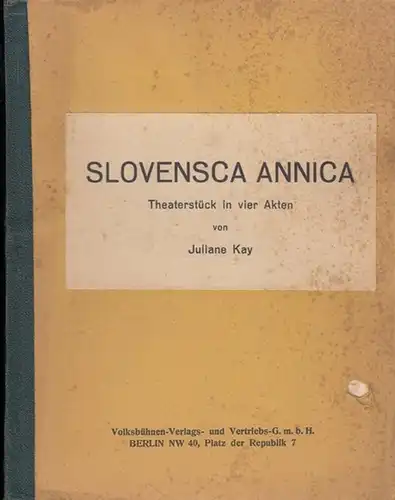 SLOVENSCA ANNICA
Theaterstück in vier Akten
von
Juliane Kay
Volksbühnen-Verlags- und Vertriebs-G. m. b. H.
BERLIN NW 40, Platz der Republik 7